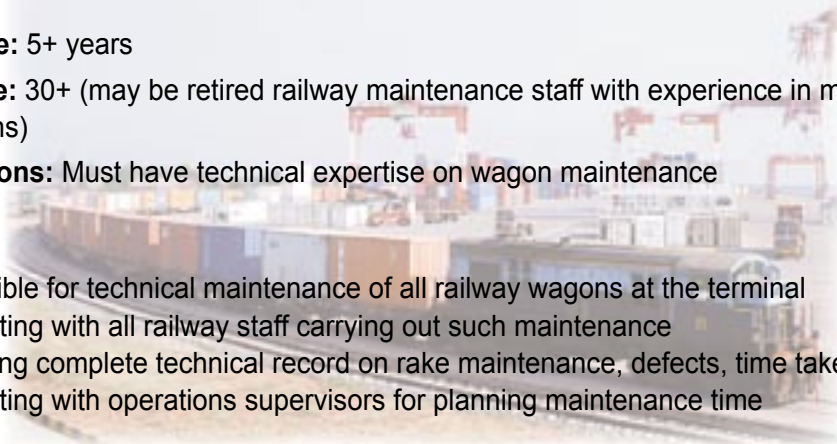 e: 5+ years
e: 30+ (may be retired railway maintenance staff with experience in m
ns)
ons: Must have technical expertise on wagon maintenance
ible for technical maintenance of all railway wagons at the terminal
ting with all railway staff carrying out such maintenance
ng complete technical record on rake maintenance, defects, time take
ting with operations supervisors for planning maintenance time